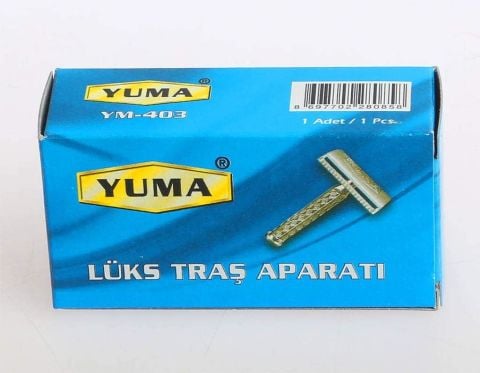 YUMA ®
YM-403
8 697702 280858
1 Adet / 1 Pcs.
YUMA ®
LÜKS TRAŞ APARATI